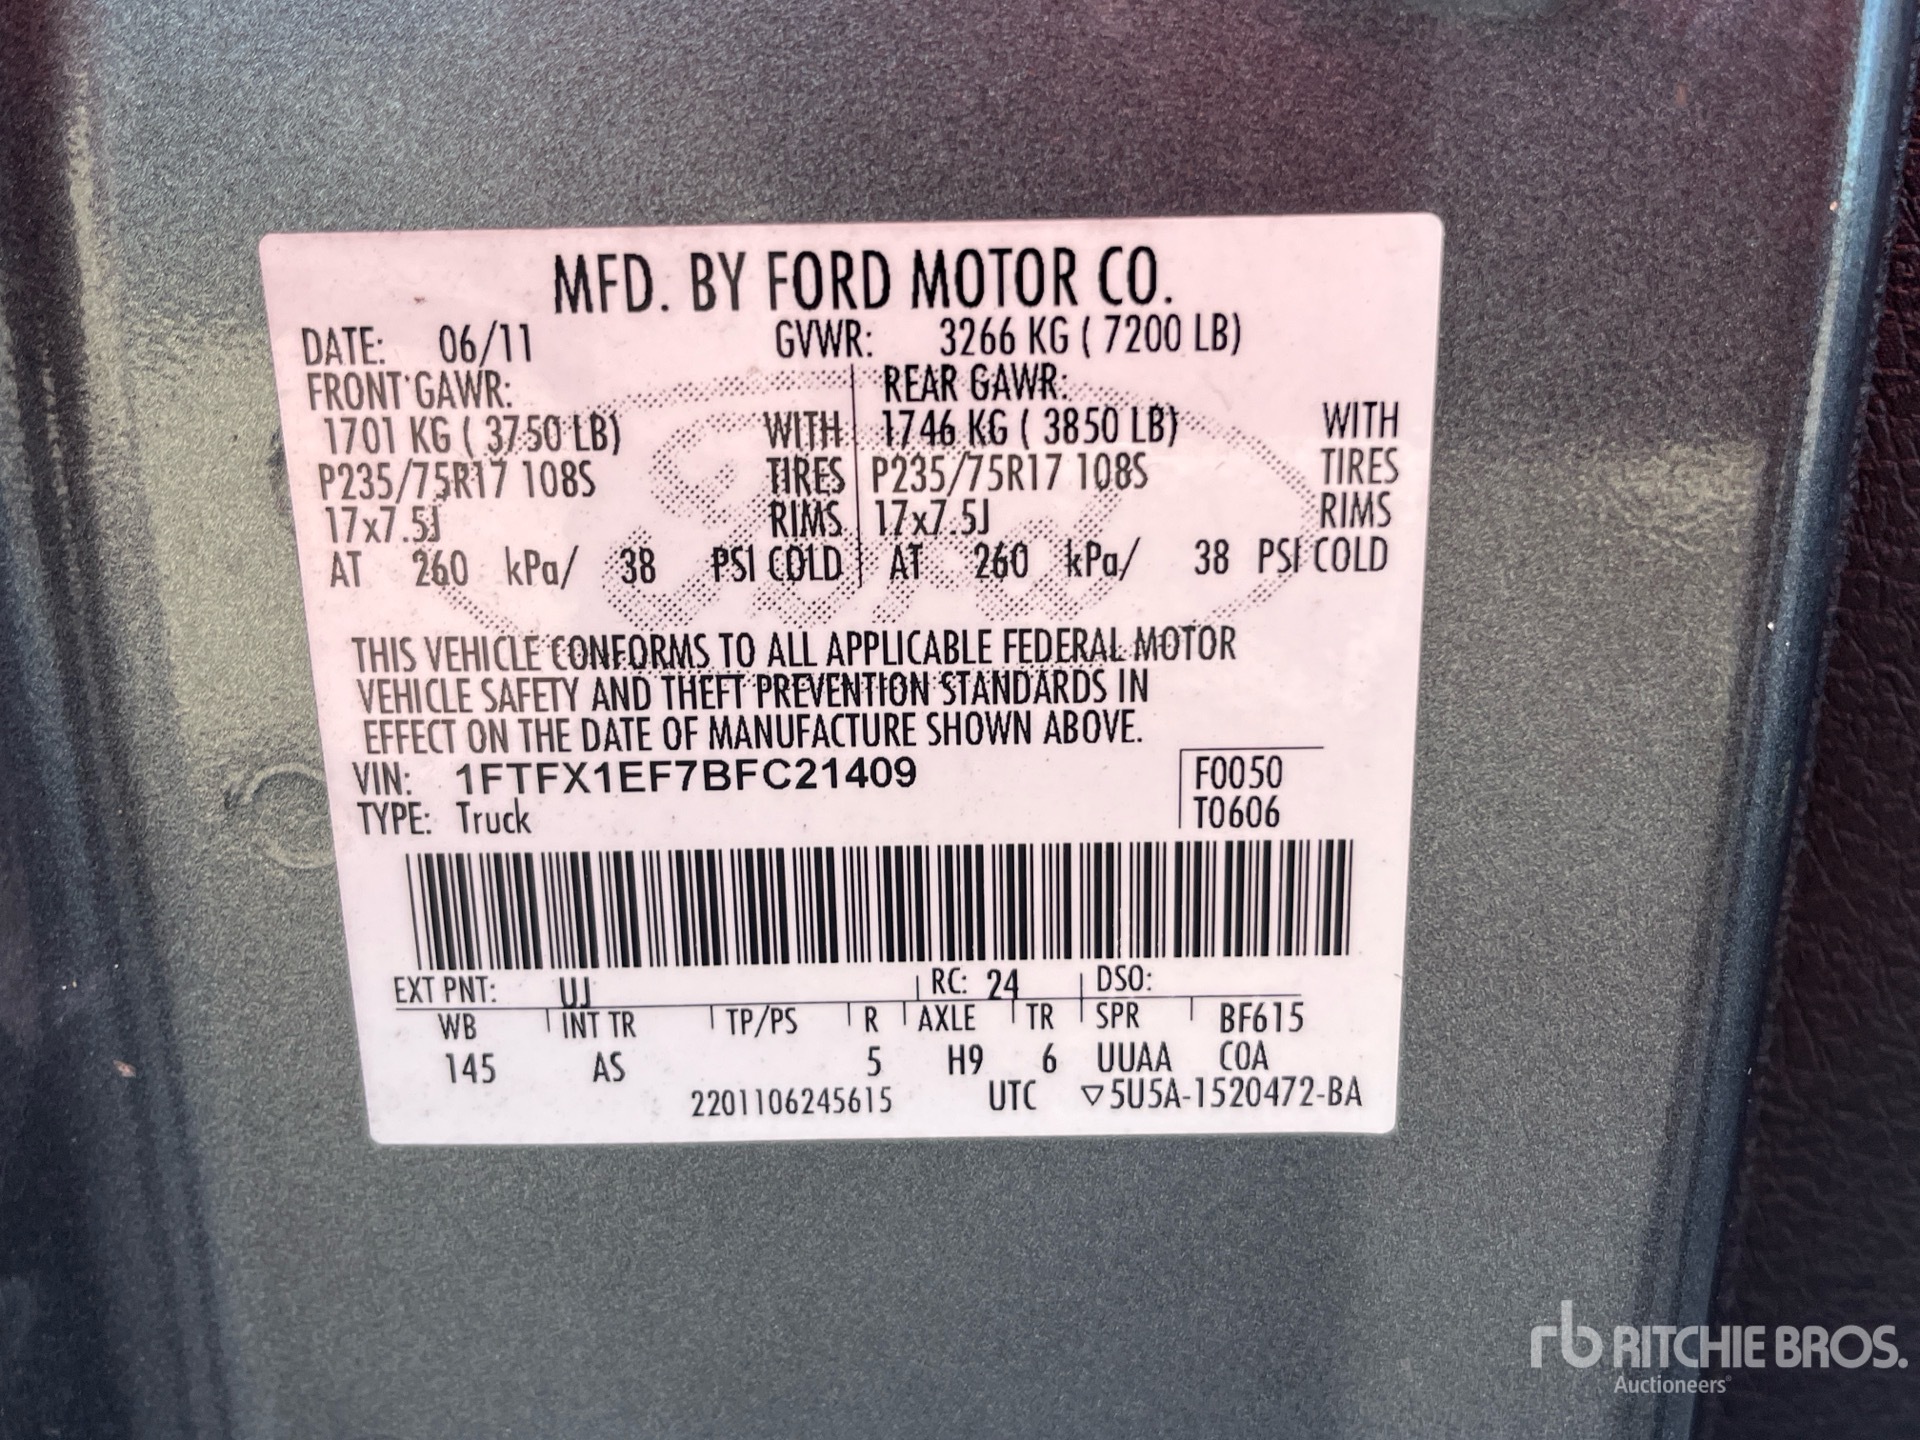 MFD. BY FORD MOTOR CO.
DATE: 06/11 GVWR: 3266 KG ( 7200 LB)
FRONT GAWR: REAR GAWR:
1701 KG ( 3750 LB) WITH 1746 KG ( 3850 LB) WITH
P235/75R17 108S TIRES P235/75R17 108S TIRES
17x7.5J RIMS 17x7.5J RIMS
AT 260 kPa/ 38 PSI COLD AT 260 kPa/ 38 PSI COLD
THIS VEHICLE CONFORMS TO ALL APPLICABLE FEDERAL MOTOR
VEHICLE SAFETY AND THEFT PREVENTION STANDARDS IN
EFFECT ON THE DATE OF MANUFACTURE SHOWN ABOVE.
VIN: 1FTFX1EF7BFC21409 F0050
TYPE: Truck T0606
EXT PNT: UJ RC: 24 DSO:
WB INT TR TP/PS R AXLE TR SPR BF615
145 AS 5 H9 6 UUAA COA
2201106245615 UTC ▽5U5A-1520472-BA
Ford
rb RITCHIE BROS.
Auctioneers